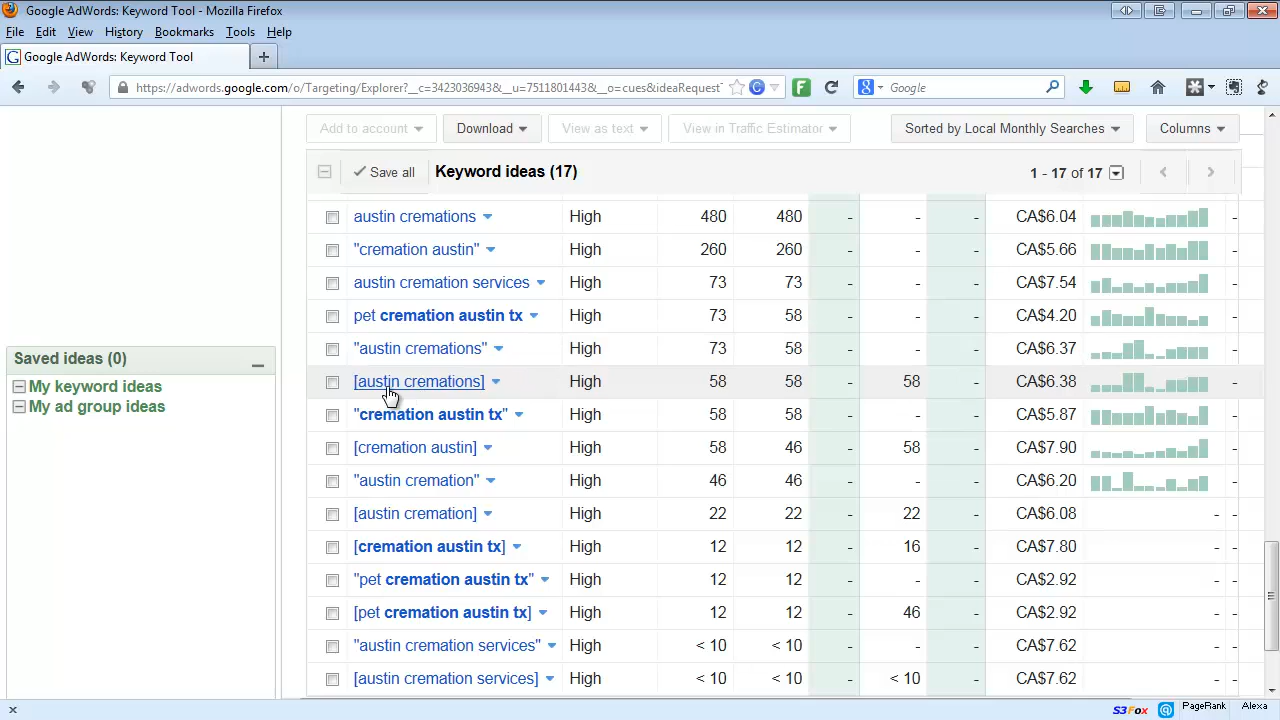 Google AdWords: Keyword Tool - Mozilla Firefox
File Edit View History Bookmarks Tools Help
Google AdWords: Keyword Tool
https://adwords.google.com/o/Targeting/Explorer?__c=3423036943&__u=7511801443&__o=cues&ideaRequestT
Google
Add to account Download View as text View in Traffic Estimator Sorted by Local Monthly Searches Columns
Save all Keyword ideas (17) 1 - 17 of 17
austin cremations High 480 480 - - - CA$6.04 -
"cremation austin" High 260 260 - - - CA$5.66 -
austin cremation services High 73 73 - - - CA$7.54 -
pet cremation austin tx High 73 58 - - - CA$4.20 -
"austin cremations" High 73 58 - - - CA$6.37 -
[austin cremations] High 58 58 - 58 - CA$6.38 -
"cremation austin tx" High 58 58 - - - CA$5.87 -
[cremation austin] High 58 46 - 58 - CA$7.90 -
"austin cremation" High 46 46 - - - CA$6.20 -
[austin cremation] High 22 22 - 22 - CA$6.08 - -
[cremation austin tx] High 12 12 - 16 - CA$7.80 - -
"pet cremation austin tx" High 12 12 - - - CA$2.92 - -
[pet cremation austin tx] High 12 12 - 46 - CA$2.92 - -
"austin cremation services" High < 10 < 10 - - - CA$7.62 - -
[austin cremation services] High < 10 < 10 - < 10 - CA$7.62 - -
Saved ideas (0)
My keyword ideas
My ad group ideas
S3Fox PageRank Alexa